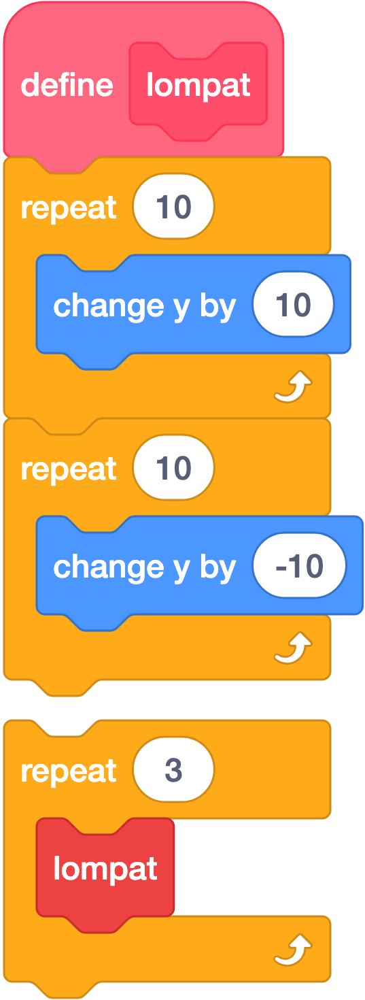 define lompat
repeat 10
change y by 10
repeat 10
change y by -10
repeat 3
lompat